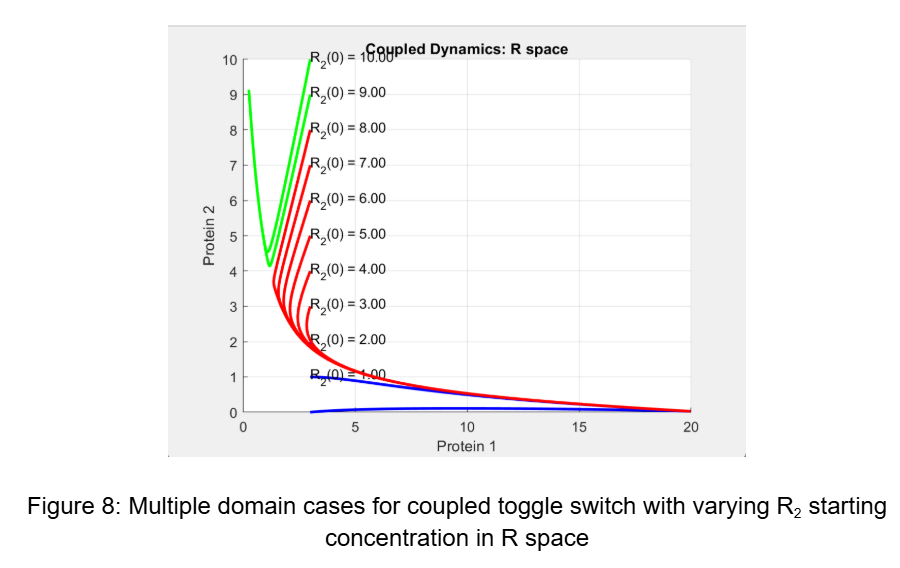 Coupled Dynamics: R space
10
9
8
7
6
5
4
3
2
1
0
Protein 2
R₂(0) = 10.00
R₂(0) = 9.00
R₂(0) = 8.00
R₂(0) = 7.00
R₂(0) = 6.00
R₂(0) = 5.00
R₂(0) = 4.00
R₂(0) = 3.00
R₂(0) = 2.00
R₂(0) = 1.00
0 5 10 15 20
Protein 1
Figure 8: Multiple domain cases for coupled toggle switch with varying R₂ starting
concentration in R space